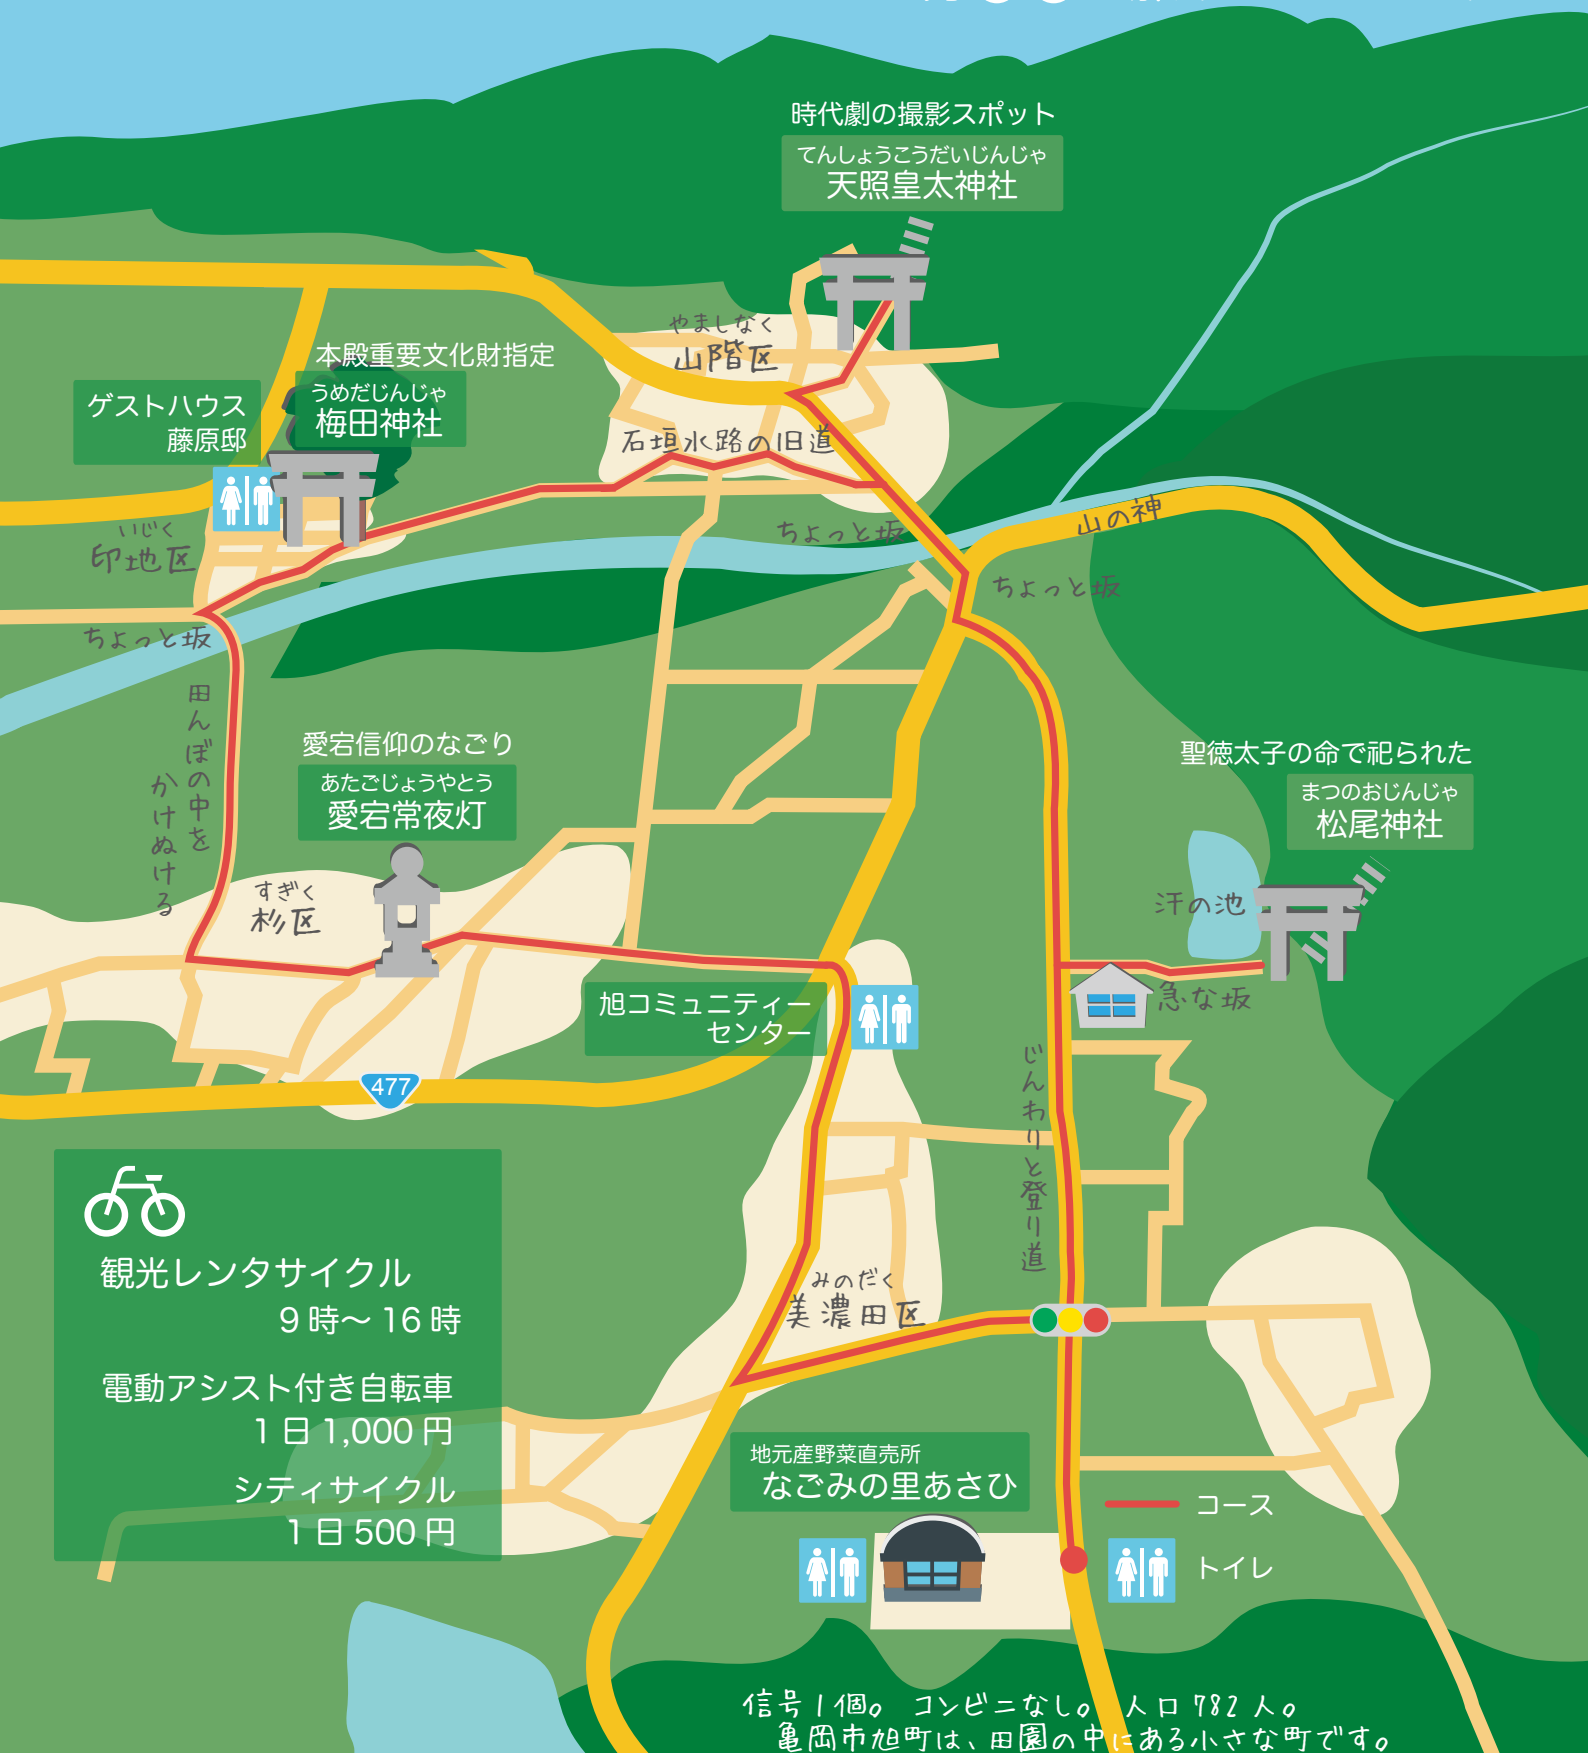 時代劇の撮影スポット
てんしょうこうだいじんじゃ
天照皇太神社
やましなく
山階区
本殿重要文化財指定
うめだじんじゃ
梅田神社
ゲストハウス
藤原邸
石垣水路の旧道
いじく
印地区
ちょっと坂
山の神
ちょっと坂
ちょっと坂
田んぼの中を
かけぬける
愛宕信仰のなごり
あたごじょうやとう
愛宕常夜灯
聖徳太子の命で祀られた
まつのおじんじゃ
松尾神社
すぎく
杉区
汗の池
急な坂
旭コミュニティー
センター
477
じんわりと登り道
観光レンタサイクル
9時〜16時
電動アシスト付き自転車
1日1,000円
シティサイクル
1日500円
みのだく
美濃田区
地元産野菜直売所
なごみの里あさひ
コース
トイレ
信号1個。 コンビニなし。 人口782人。
亀岡市旭町は、田園の中にある小さな町です。